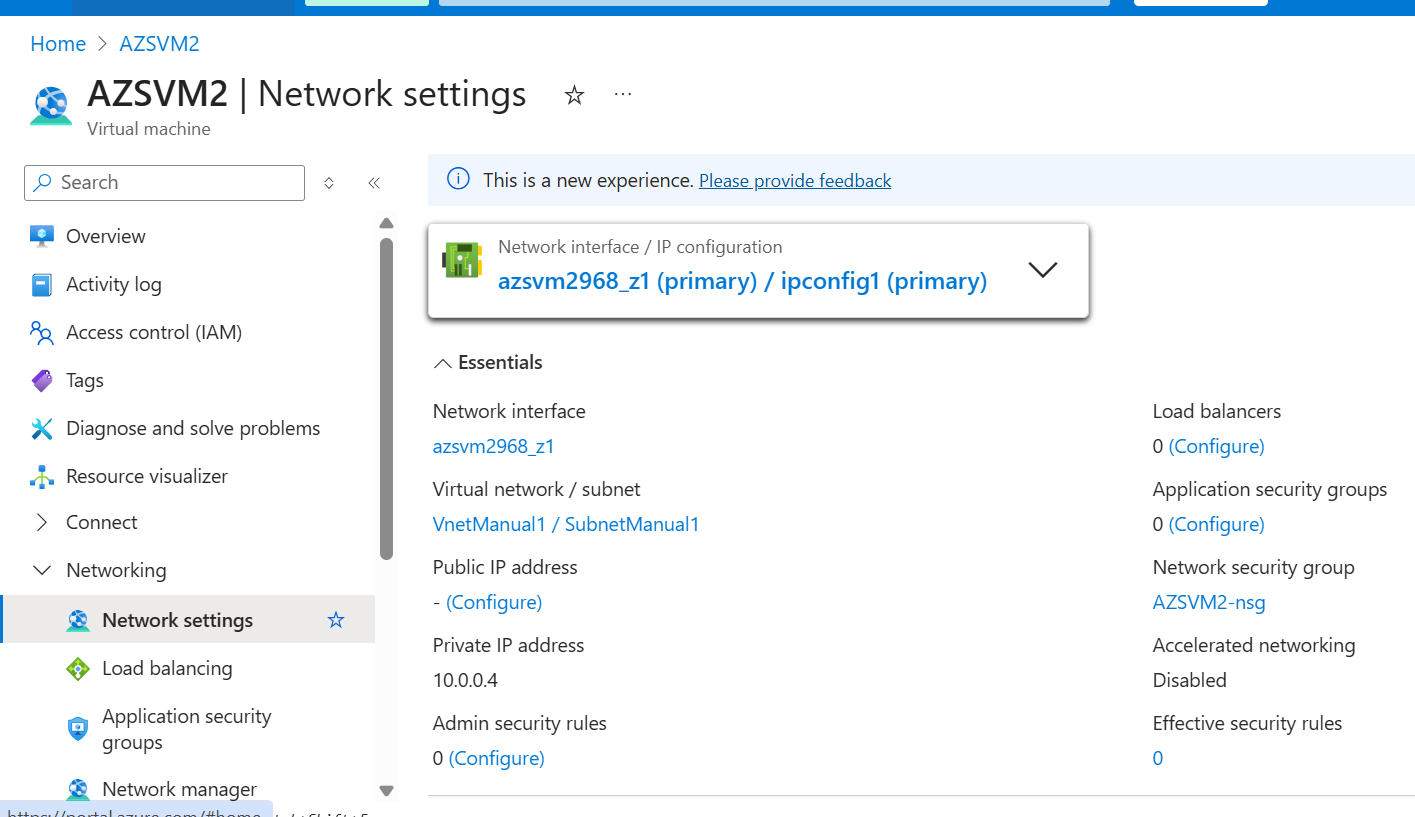 Home > AZSVM2
AZSVM2 | Network settings
Virtual machine
Search
Overview
Activity log
Access control (IAM)
Tags
Diagnose and solve problems
Resource visualizer
Connect
Networking
Network settings
Load balancing
Application security
groups
Network manager
This is a new experience. Please provide feedback
Network interface / IP configuration
azsvm2968_z1 (primary) / ipconfig1 (primary)
Essentials
Network interface
azsvm2968_z1
Virtual network / subnet
VnetManual1 / SubnetManual1
Public IP address
- (Configure)
Private IP address
10.0.0.4
Admin security rules
0 (Configure)
Load balancers
0 (Configure)
Application security groups
0 (Configure)
Network security group
AZSVM2-nsg
Accelerated networking
Disabled
Effective security rules
0
https://portal.azure.com/#home